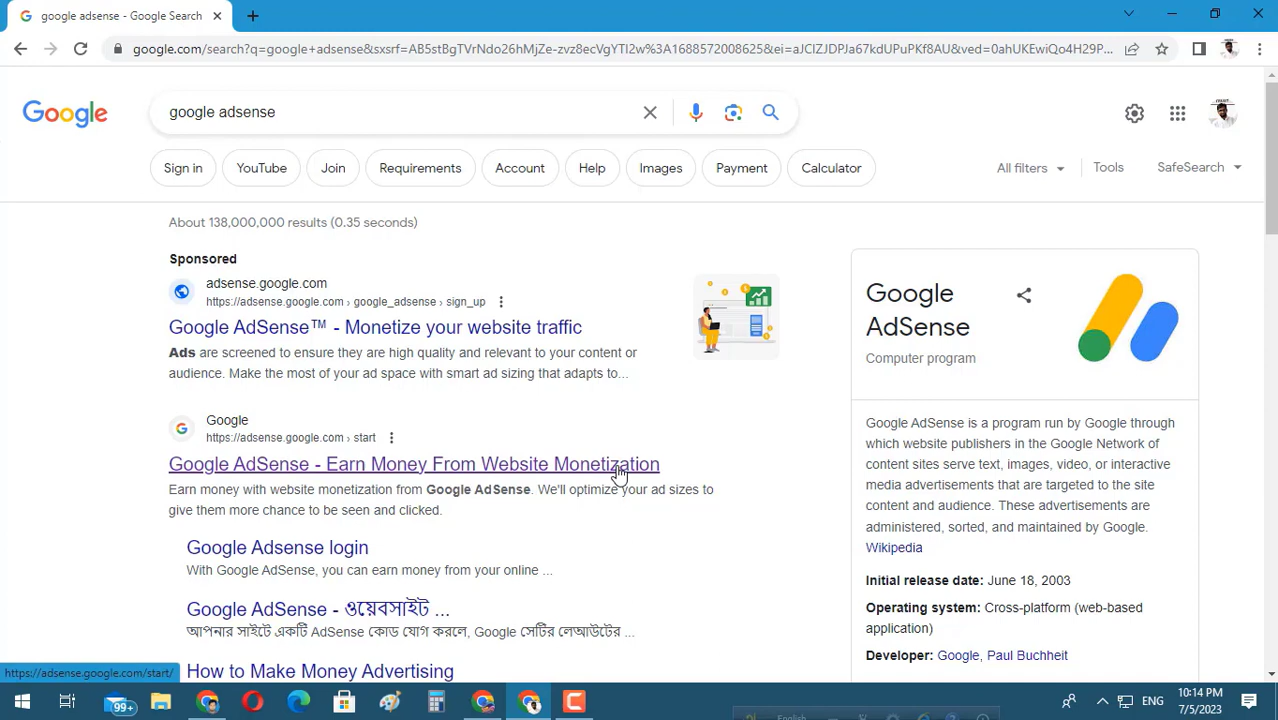 google adsense - Google Search
google.com/search?q=google+adsense&sxsrf=AB5stBgTVrNdo26hMjZe-zvz8ecVgYTI2w%3A1688572008625&ei=aJCIZJDPJa67kdUPuPKf8AU&ved=0ahUKEwiQo4H29P...
Google
google adsense
Sign in
YouTube
Join
Requirements
Account
Help
Images
Payment
Calculator
All filters
Tools
SafeSearch
About 138,000,000 results (0.35 seconds)
Sponsored
adsense.google.com
https://adsense.google.com › google_adsense › sign_up
Google AdSense™ - Monetize your website traffic
Ads are screened to ensure they are high quality and relevant to your content or
audience. Make the most of your ad space with smart ad sizing that adapts to...
Google
https://adsense.google.com › start
Google AdSense - Earn Money From Website Monetization
Earn money with website monetization from Google AdSense. We'll optimize your ad sizes to
give them more chance to be seen and clicked.
Google Adsense login
With Google AdSense, you can earn money from your online ...
Google AdSense - ওয়েবসাইট ...
আপনার সাইটে একটি AdSense কোড যোগ করলে, Google সেটির লেআউটের ...
How to Make Money Advertising
Google
AdSense
Computer program
Google AdSense is a program run by Google through
which website publishers in the Google Network of
content sites serve text, images, video, or interactive
media advertisements that are targeted to the site
content and audience. These advertisements are
administered, sorted, and maintained by Google.
Wikipedia
Initial release date: June 18, 2003
Operating system: Cross-platform (web-based
application)
Developer: Google, Paul Buchheit
https://adsense.google.com/start/
99+
ENG
10:14 PM
7/5/2023
English